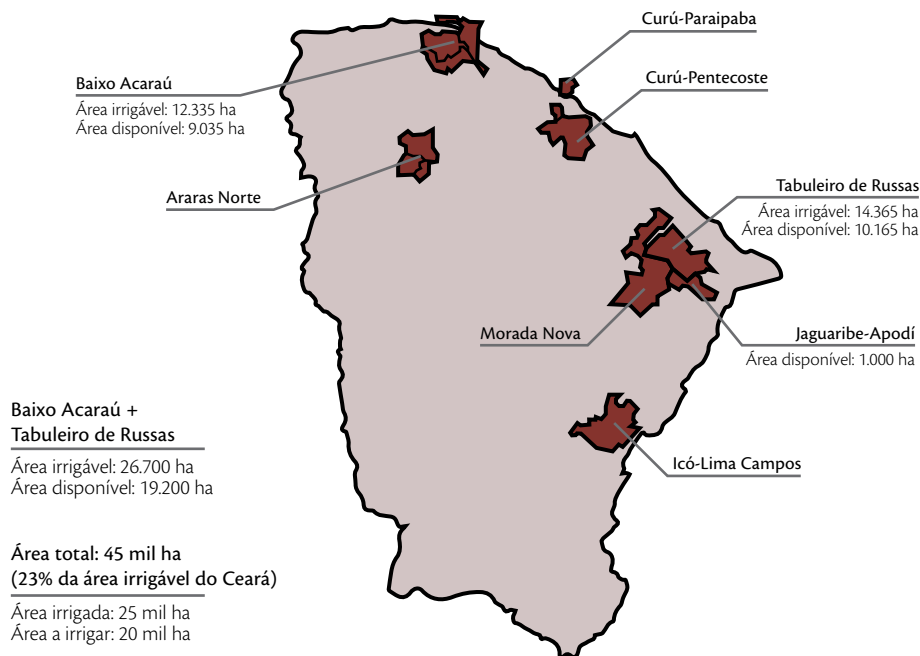 Curú-Paraipaba
Curú-Pentecoste
Baixo Acaraú
Área irrigável: 12.335 ha
Área disponível: 9.035 ha
Araras Norte
Tabuleiro de Russas
Área irrigável: 14.365 ha
Área disponível: 10.165 ha
Morada Nova
Jaguaribe-Apodí
Área disponível: 1.000 ha
Icó-Lima Campos
Baixo Acaraú +
Tabuleiro de Russas
Área irrigável: 26.700 ha
Área disponível: 19.200 ha
Área total: 45 mil ha
(23% da área irrigável do Ceará)
Área irrigada: 25 mil ha
Área a irrigar: 20 mil ha